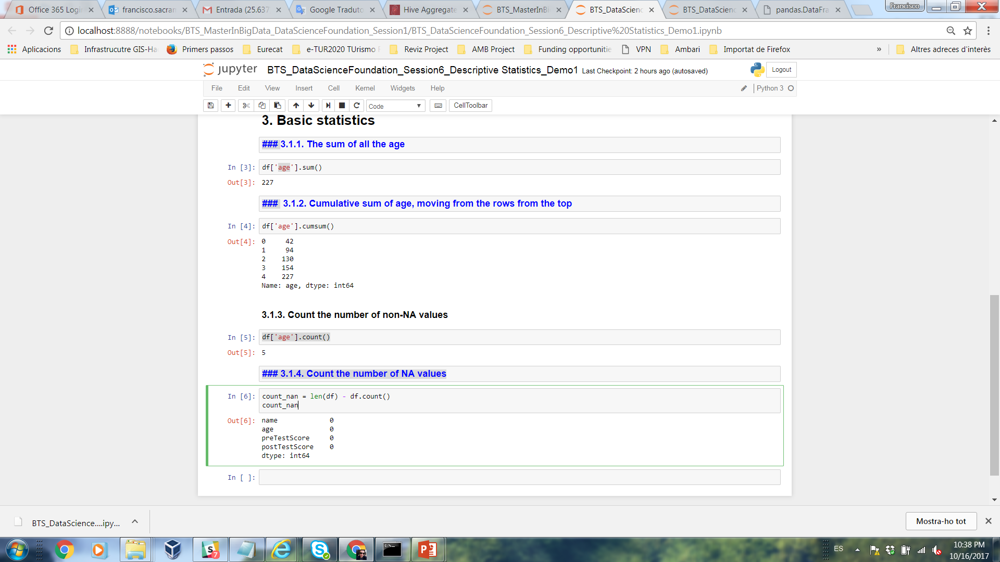 Office 365 Logi
francisco.sacram
Entrada (25.637
Google Traducto
Hive Aggregate
BTS_MasterInBi
BTS_DataScienc
BTS_DataScienc
pandas.DataFra
Francisco
localhost:8888/notebooks/BTS_MasterInBigData_DataScienceFoundation_Session1/BTS_DataScienceFoundation_Session6_Descriptive%20Statistics_Demo1.ipynb
Aplicacions
Infrastrucutre GIS-Ha
Primers passos
Eurecat
e-TUR2020 TUrismo F
Reviz Project
AMB Project
Funding opportunitie
VPN
Ambari
Importat de Firefox
»
Altres adreces d'interès
jupyter BTS_DataScienceFoundation_Session6_Descriptive Statistics_Demo1 Last Checkpoint: 2 hours ago (autosaved)
Logout
File Edit View Insert Cell Kernel Widgets Help
Python 3
Code
CellToolbar
3. Basic statistics
### 3.1.1. The sum of all the age
In [3]: df['age'].sum()
Out[3]: 227
### 3.1.2. Cumulative sum of age, moving from the rows from the top
In [4]: df['age'].cumsum()
Out[4]: 0 42
1 94
2 130
3 154
4 227
Name: age, dtype: int64
3.1.3. Count the number of non-NA values
In [5]: df['age'].count()
Out[5]: 5
### 3.1.4. Count the number of NA values
In [6]: count_nan = len(df) - df.count()
count_nan
Out[6]: name 0
age 0
preTestScore 0
postTestScore 0
dtype: int64
In [ ]:
BTS_DataScience....ipy...
Mostra-ho tot
7
ES
10:38 PM
10/16/2017